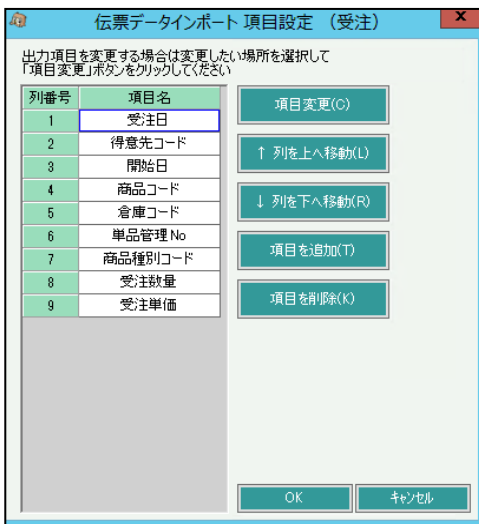 伝票データインポート 項目設定 （受注）
x
出力項目を変更する場合は変更したい場所を選択して
「項目変更」ボタンをクリックしてください
列番号 項目名
1 受注日
2 得意先コード
3 開始日
4 商品コード
5 倉庫コード
6 単品管理No
7 商品種別コード
8 受注数量
9 受注単価
項目変更(C)
↑ 列を上へ移動(L)
↓ 列を下へ移動(R)
項目を追加(T)
項目を削除(K)
OK
ｷｬﾝｾﾙ